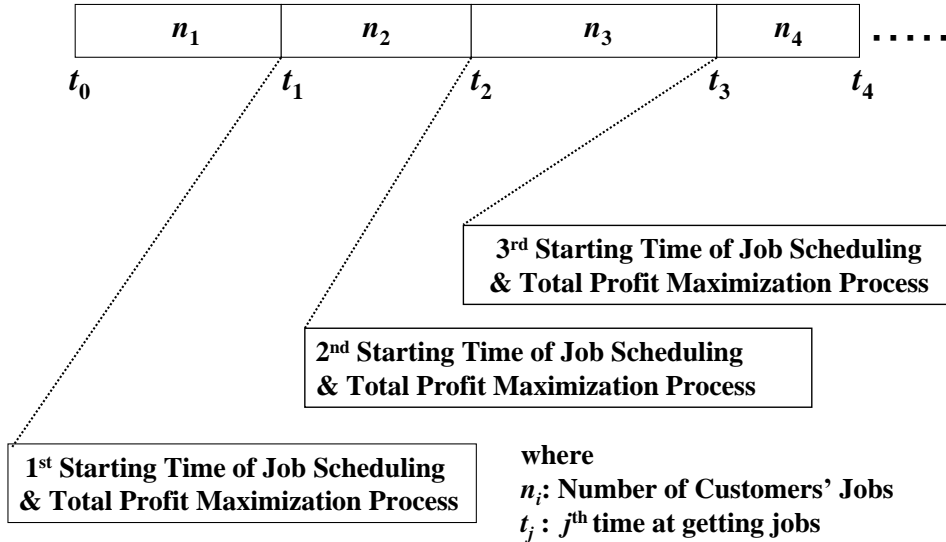 n1 n2 n3 n4 .....
t0 t1 t2 t3 t4
3rd Starting Time of Job Scheduling
& Total Profit Maximization Process
2nd Starting Time of Job Scheduling
& Total Profit Maximization Process
1st Starting Time of Job Scheduling
& Total Profit Maximization Process
where
ni: Number of Customers’ Jobs
tj : jth time at getting jobs